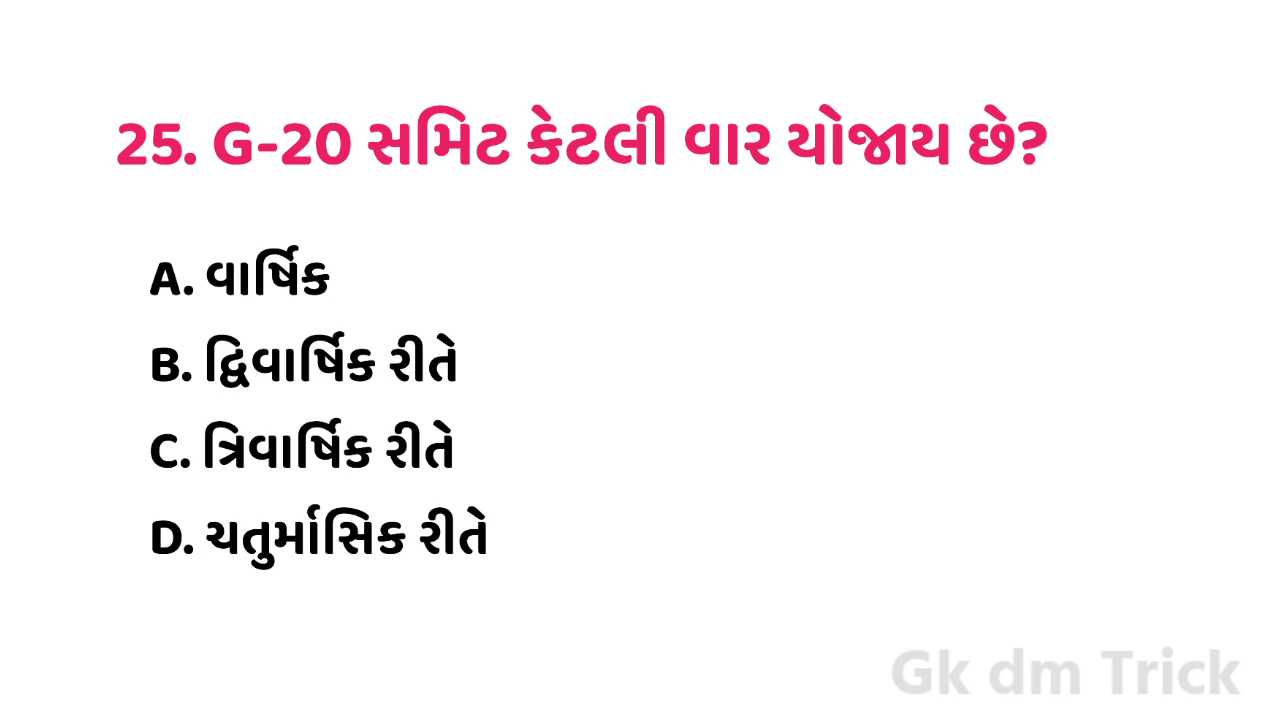 25. G-20 સમિટ કેટલી વાર યોજાય છે?
A. વાર્ષિક
B. દ્વિવાર્ષિક રીતે
C. ત્રિવાર્ષિક રીતે
D. ચતુર્માસિક રીતે
Gk dm Trick